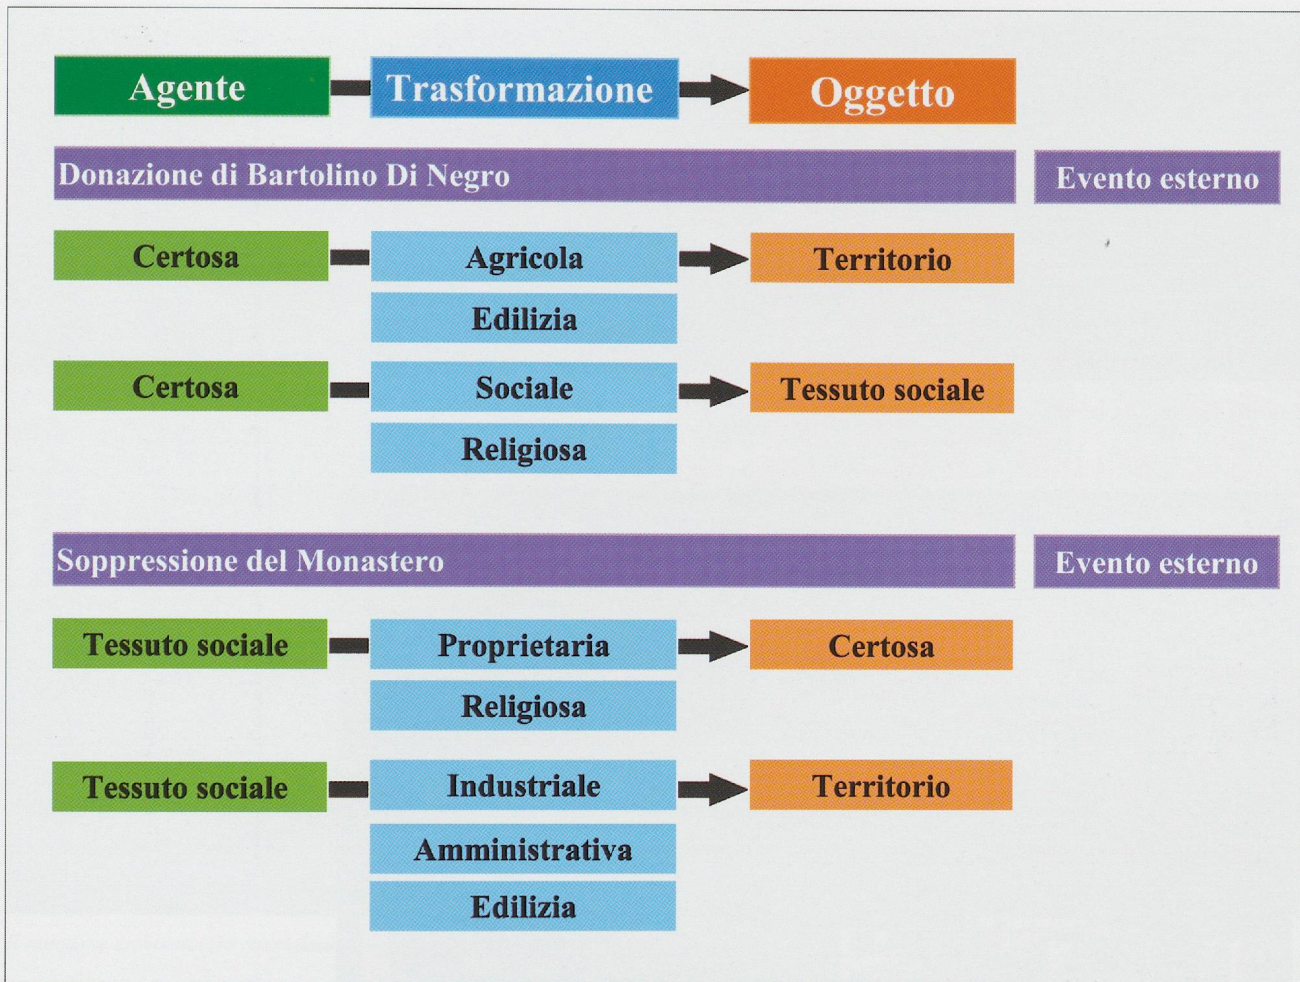 Agente
Trasformazione
Oggetto
Donazione di Bartolino Di Negro
Evento esterno
Certosa
Agricola
Territorio
Edilizia
Certosa
Sociale
Tessuto sociale
Religiosa
Soppressione del Monastero
Evento esterno
Tessuto sociale
Proprietaria
Certosa
Religiosa
Tessuto sociale
Industriale
Territorio
Amministrativa
Edilizia